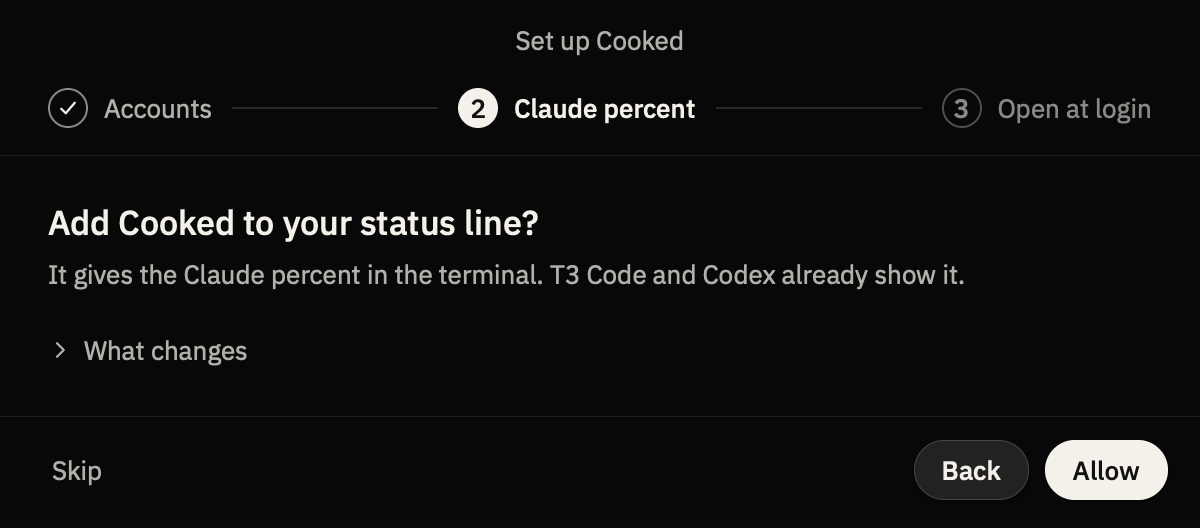 Set up Cooked
Accounts
2 Claude percent
3 Open at login
Add Cooked to your status line?
It gives the Claude percent in the terminal. T3 Code and Codex already show it.
What changes
Skip
Back
Allow